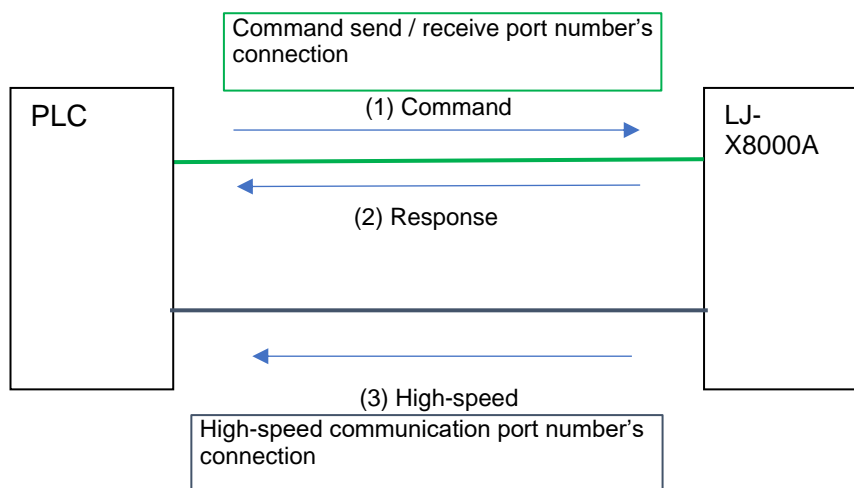 Command send / receive port number's
connection
(1) Command
PLC
LJ-
X8000A
(2) Response
(3) High-speed
High-speed communication port number's
connection